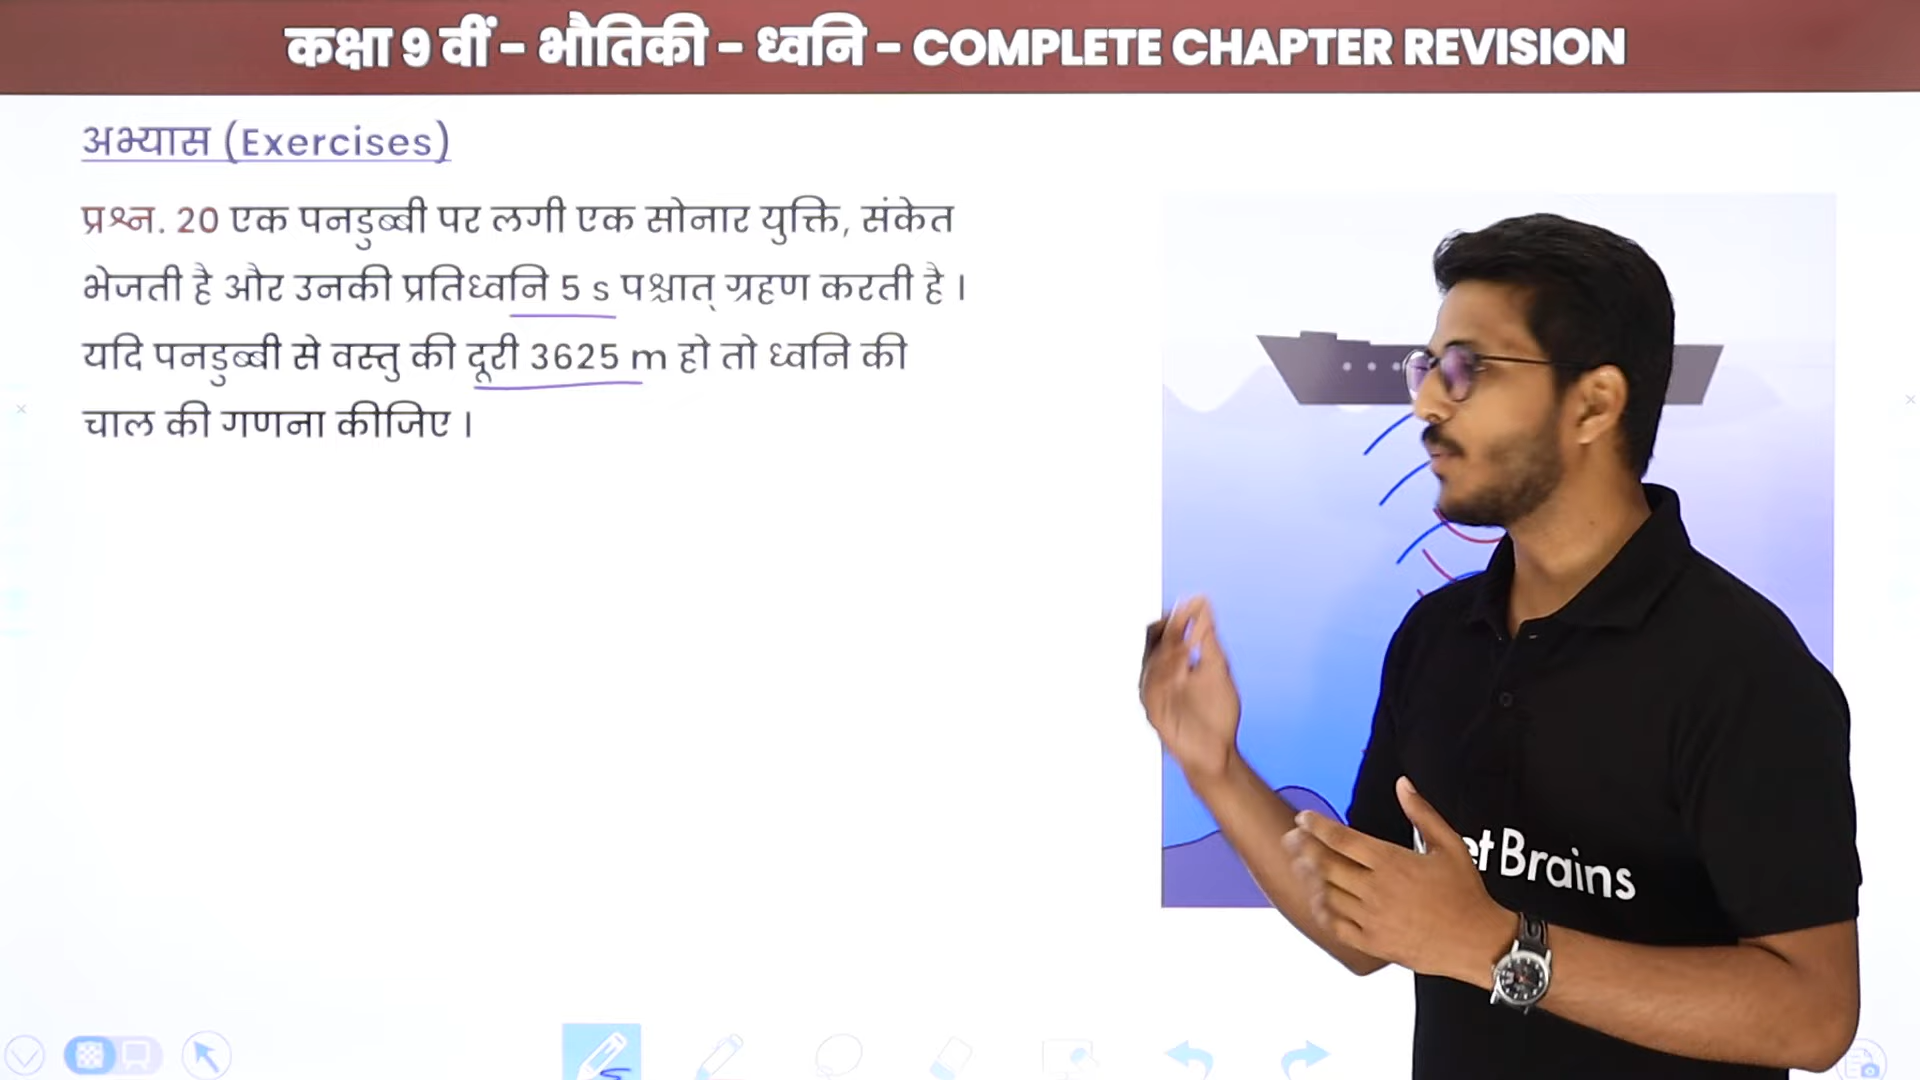 कक्षा 9 वीं - भौतिकी - ध्वनि - COMPLETE CHAPTER REVISION
अभ्यास (Exercises)
प्रश्न. 20 एक पनडुब्बी पर लगी एक सोनार युक्ति, संकेत
भेजती है और उनकी प्रतिध्वनि 5 s पश्चात् ग्रहण करती है ।
यदि पनडुब्बी से वस्तु की दूरी 3625 m हो तो ध्वनि की
चाल की गणना कीजिए ।
Brains